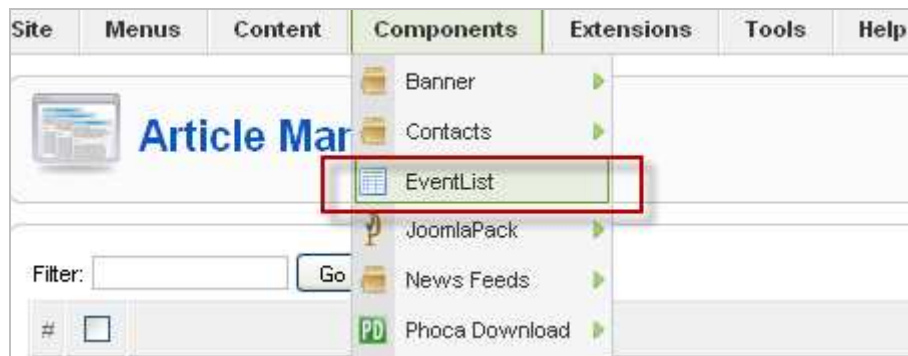 Site Menus Content Components Extensions Tools Help
Banner
Article Mar
Contacts
EventList
JoomlaPack
Filter: Go
News Feeds
# PD Phoca Download